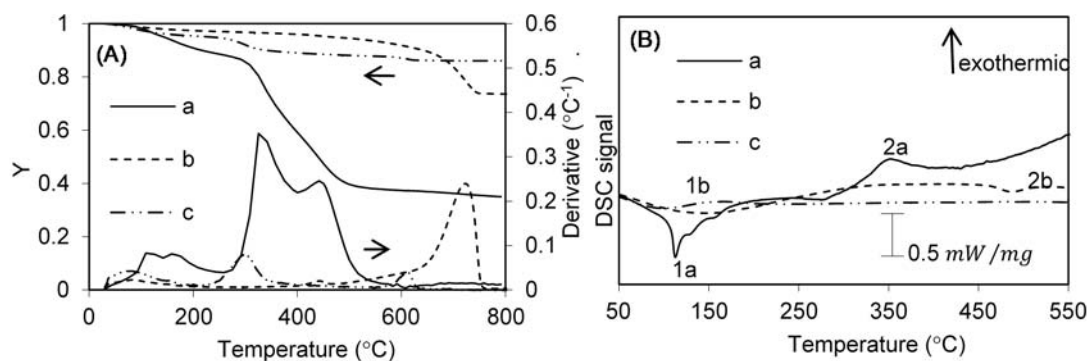 (A)
Y
1
0.8
0.6
0.4
0.2
0
a
b
c
0.6
0.5
0.4
0.3
0.2
0.1
0
Derivative (°C⁻¹)
0 200 400 600 800
Temperature (°C)
(B)
DSC signal
a
b
c
exothermic
2a
1b
2b
1a
0.5 mW/mg
50 150 250 350 450 550
Temperature (°C)